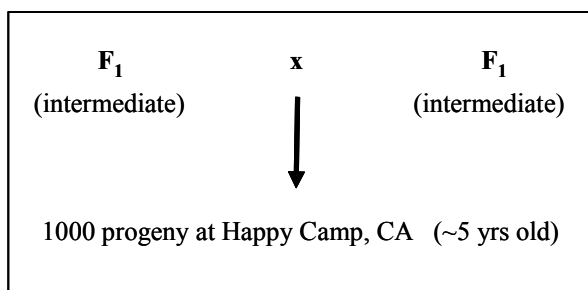 F₁ x F₁
(intermediate) (intermediate)
1000 progeny at Happy Camp, CA (~5 yrs old)